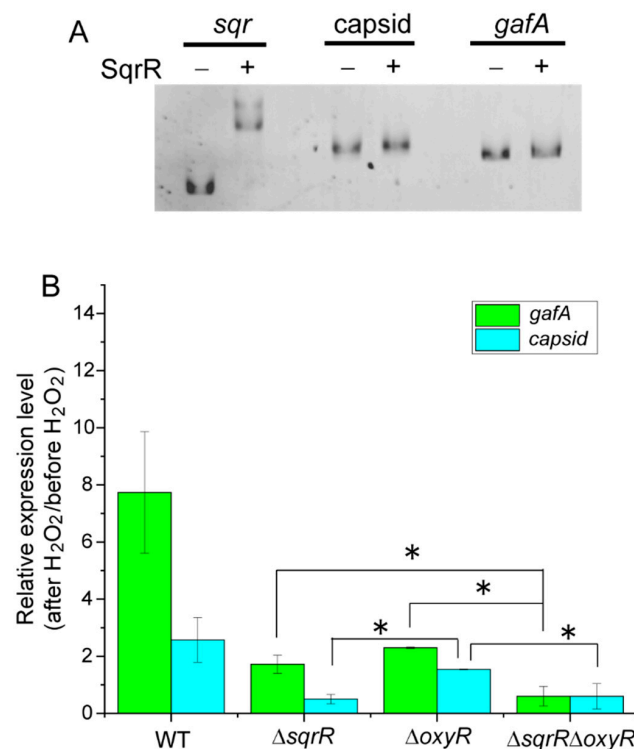 A
sqr capsid gafA
SqrR − + − + − +
B
14
12
10
8
6
4
2
0
Relative expression level
(after H₂O₂/before H₂O₂)
gafA
capsid
*
*
*
*
WT ΔsqrR ΔoxyR ΔsqrRΔoxyR